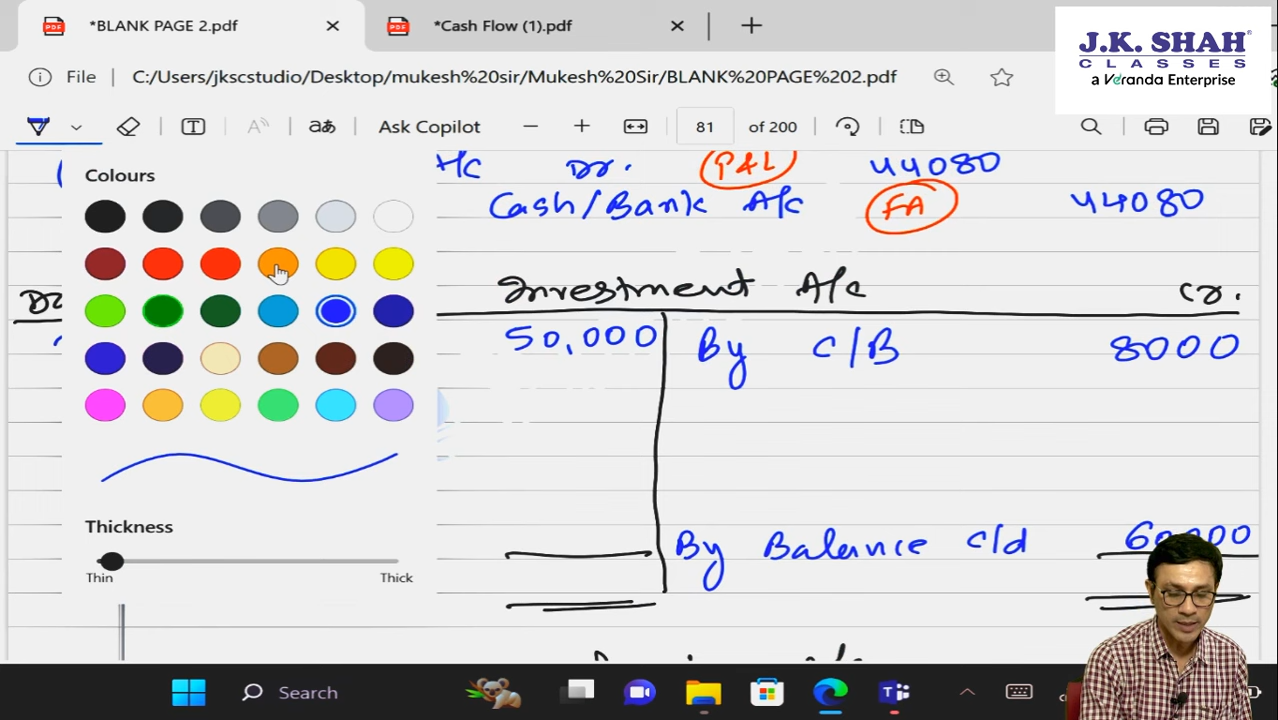 *BLANK PAGE 2.pdf
*Cash Flow (1).pdf
J.K. SHAH®
CLASSES
a Veranda Enterprise
File C:/Users/jkscstudio/Desktop/mukesh%20sir/Mukesh%20Sir/BLANK%20PAGE%202.pdf
aあ Ask Copilot 81 of 200
A/c Dr. P&L 44080
Cash/Bank A/c FA 44080
Colours
Investment A/c Cr.
50,000 By C/B 8000
By Balance c/d
Thickness
Thin Thick
Search